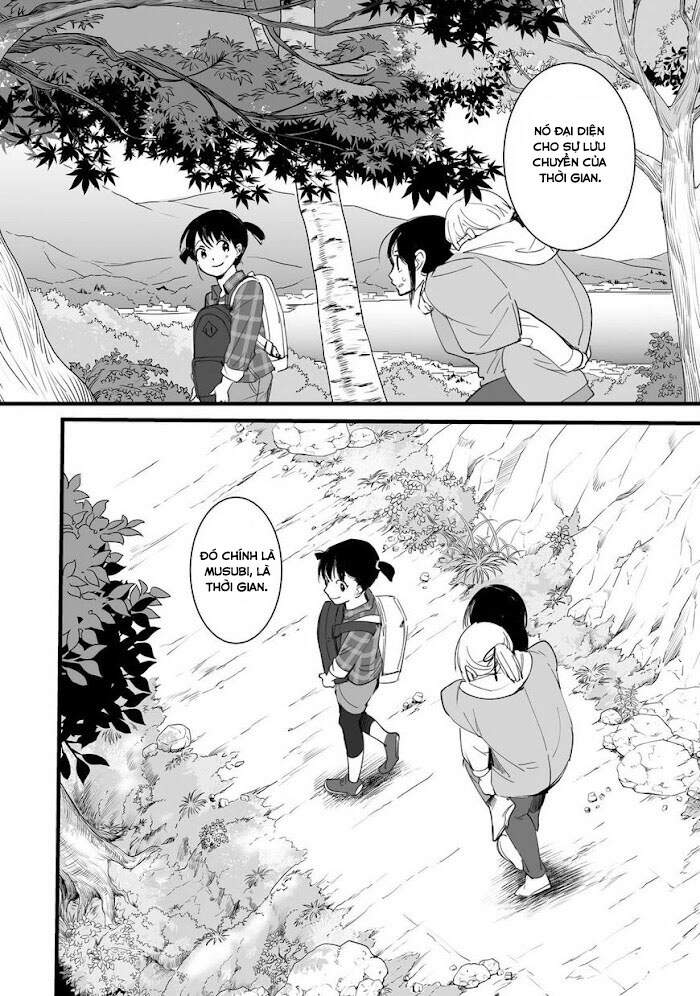 NÓ ĐẠI DIỆN
CHO SỰ LƯU
CHUYỂN CỦA
THỜI GIAN.
ĐÓ CHÍNH LÀ
MUSUBI, LÀ
THỜI GIAN.